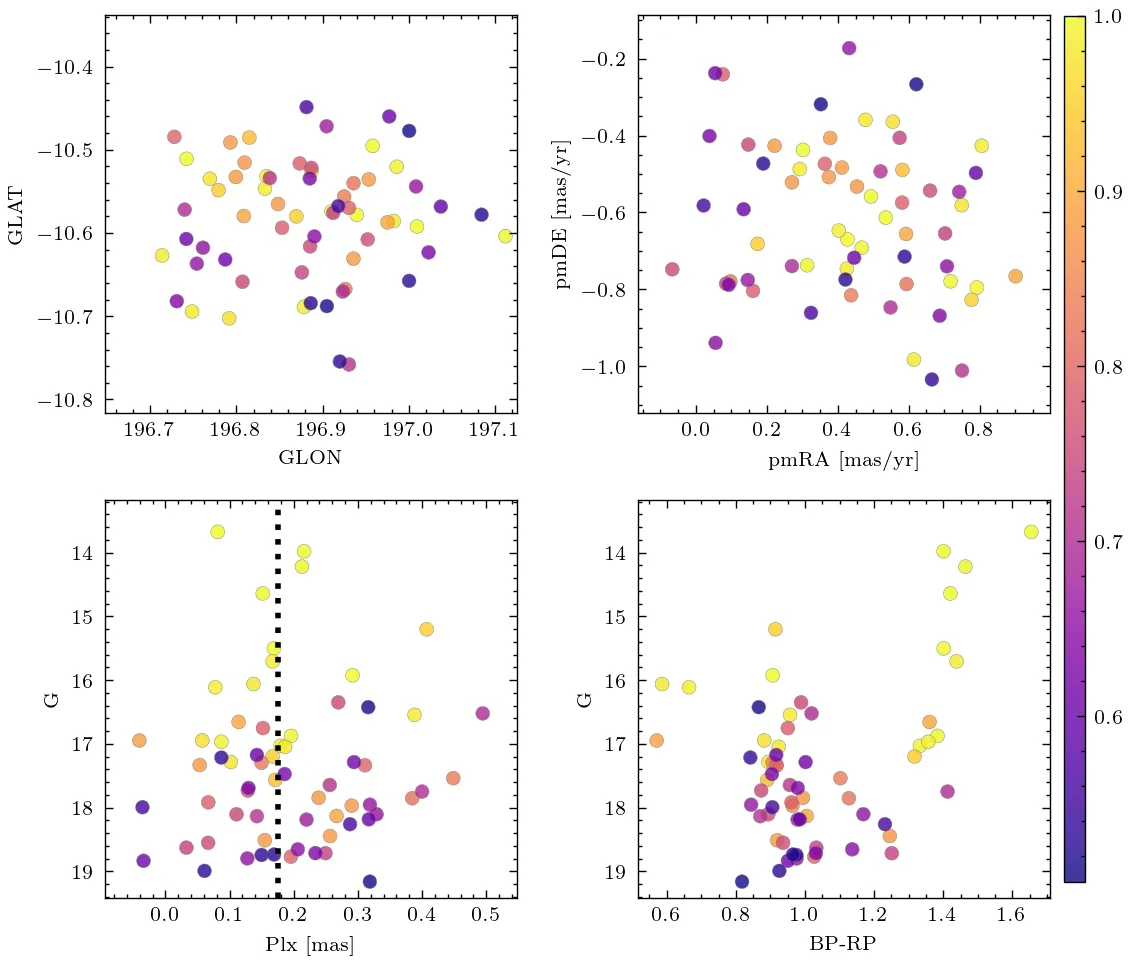 −10.4
−10.5
−10.6
−10.7
−10.8
GLAT
196.7 196.8 196.9 197.0 197.1
GLON
−0.2
−0.4
−0.6
−0.8
−1.0
pmDE [mas/yr]
0.0 0.2 0.4 0.6 0.8
pmRA [mas/yr]
1.0
0.9
0.8
0.7
0.6
14
15
16
17
18
19
G
0.0 0.1 0.2 0.3 0.4 0.5
Plx [mas]
14
15
16
17
18
19
G
0.6 0.8 1.0 1.2 1.4 1.6
BP-RP